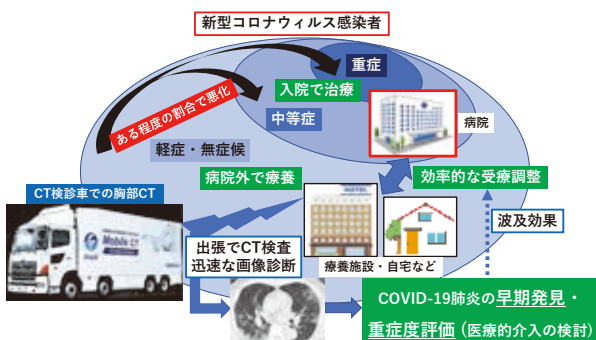 新型コロナウィルス感染者
重症
入院で治療
ある程度の割合で悪化
中等症
病院
軽症・無症候
病院外で療養
効率的な受療調整
CT検診車での胸部CT
HOTEL
Mobile CT
波及効果
出張でCT検査
迅速な画像診断
療養施設・自宅など
COVID-19肺炎の早期発見・
重症度評価（医療的介入の検討）